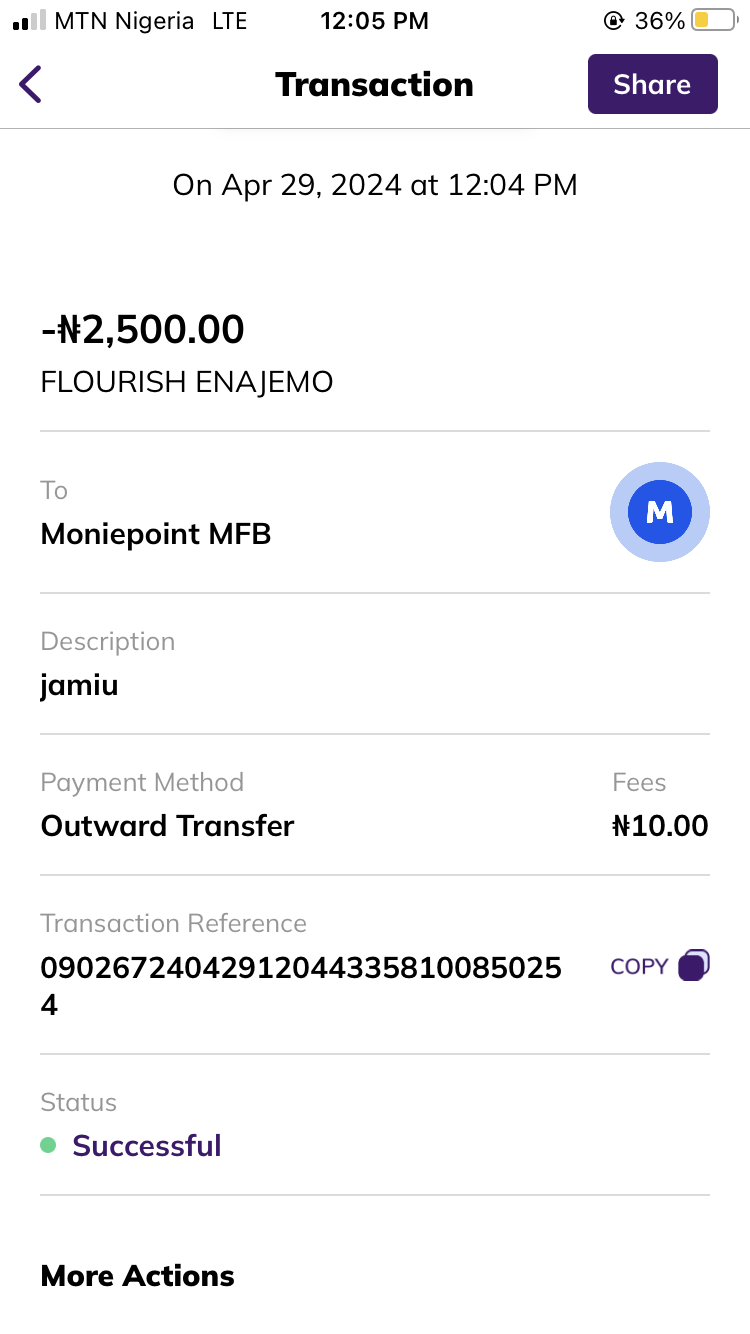 MTN Nigeria LTE 12:05 PM 36%
Transaction
Share
On Apr 29, 2024 at 12:04 PM
-₦2,500.00
FLOURISH ENAJEMO
To
Moniepoint MFB
M
Description
jamiu
Payment Method
Fees
Outward Transfer
₦10.00
Transaction Reference
09026724042912044335810085025
4
COPY
Status
Successful
More Actions